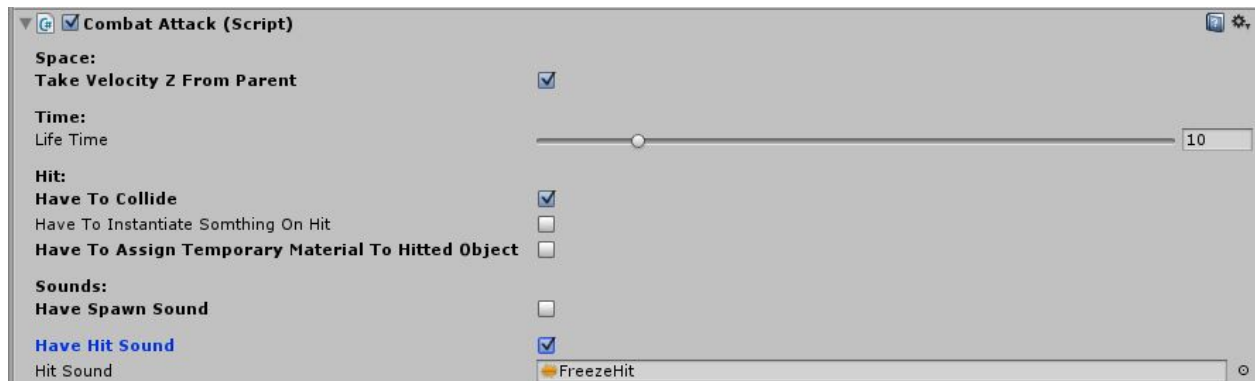 Combat Attack (Script)
Space:
Take Velocity Z From Parent
Time:
Life Time 10
Hit:
Have To Collide
Have To Instantiate Somthing On Hit
Have To Assign Temporary Material To Hitted Object
Sounds:
Have Spawn Sound
Have Hit Sound
Hit Sound FreezeHit